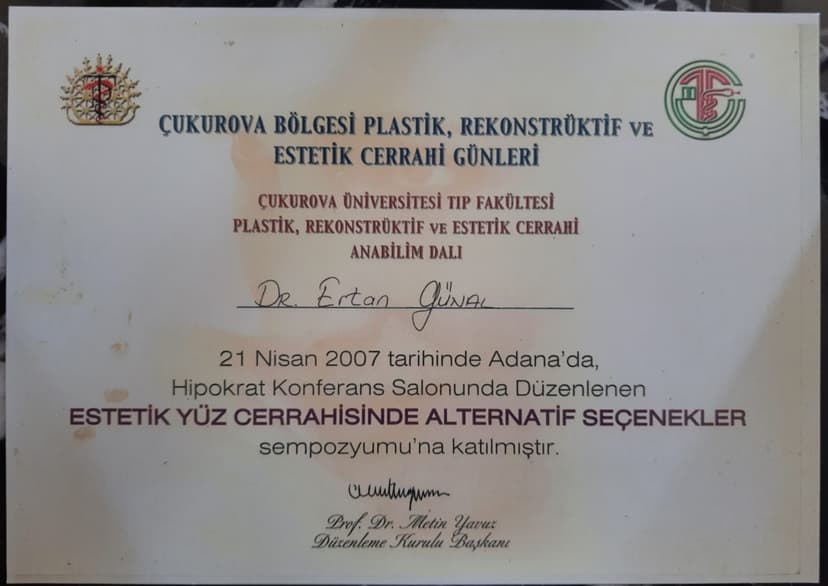 ÇUKUROVA BÖLGESİ PLASTİK, REKONSTRÜKTİF VE
ESTETİK CERRAHİ GÜNLERİ
ÇUKUROVA ÜNİVERSİTESİ TIP FAKÜLTESİ
PLASTİK, REKONSTRÜKTİF VE ESTETİK CERRAHİ
ANABİLİM DALI
DR. Ertan GÜNAL
21 Nisan 2007 tarihinde Adana'da,
Hipokrat Konferans Salonunda Düzenlenen
ESTETİK YÜZ CERRAHİSİNDE ALTERNATİF SEÇENEKLER
sempozyumu'na katılmıştır.
Prof. Dr. Metin Yavuz
Düzenleme Kurulu Başkanı